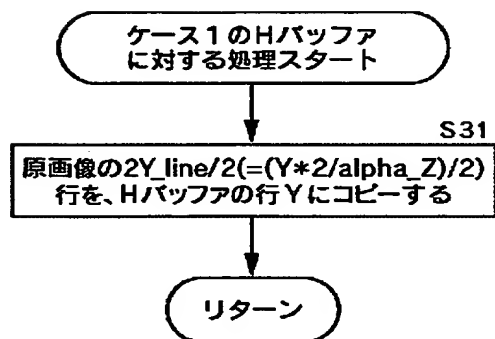 ケース1のHバッファ
に対する処理スタート
S31
原画像の2Y_line/2(=(Y*2/alpha_Z)/2)
行を、Hバッファの行Yにコピーする
リターン